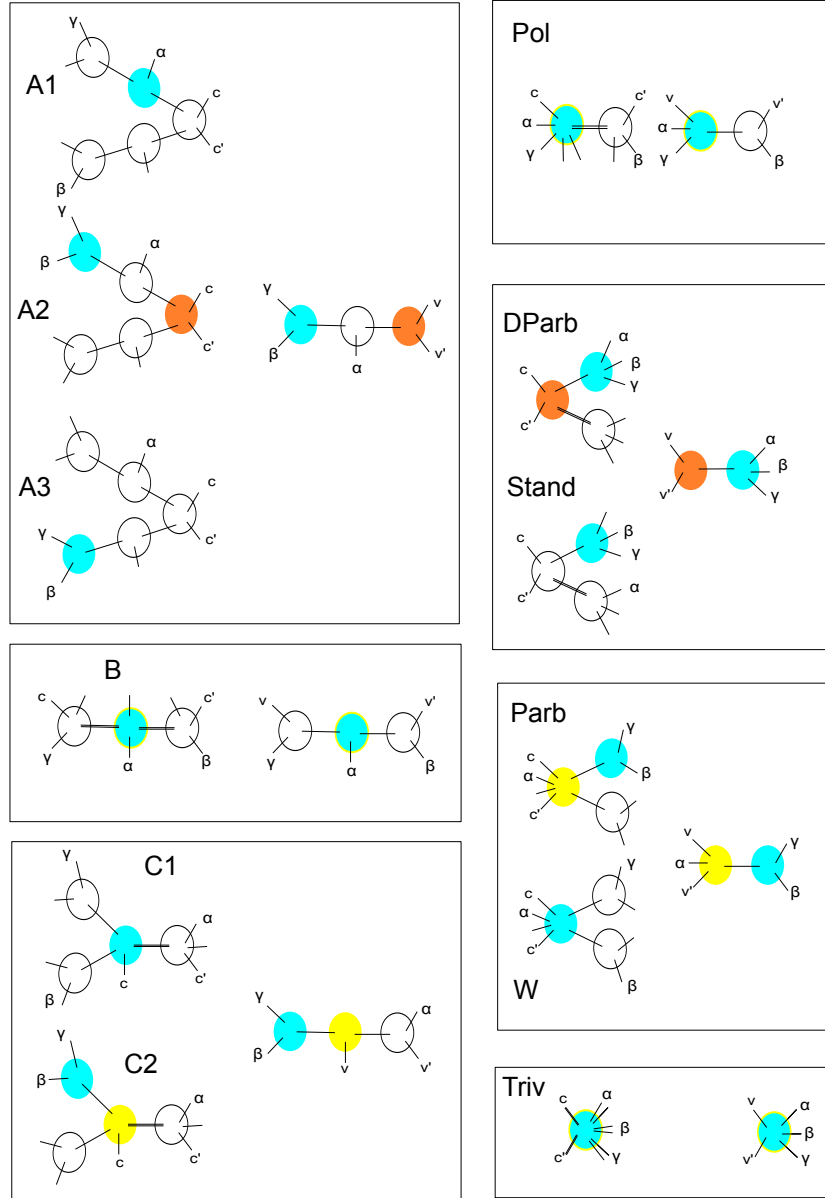 γ
α
A1
c
c'
β
γ
α
β
c
A2
c'
γ
v
β
α
v'
α
A3
c
γ
c'
β
B
c
c'
γ
α
β
v
v'
γ
α
β
C1
γ
α
c
c'
β
γ
α
β
v
v'
C2
γ
β
α
c
c'
Pol
c
c'
α
γ
β
v
v'
α
γ
β
DParb
α
c
β
γ
c'
v
α
β
v'
γ
Stand
c
β
γ
c'
α
Parb
γ
c
α
β
c'
v
γ
α
v'
β
γ
c
α
c'
β
W
Triv
c
α
β
c'
γ
v
α
β
v'
γ